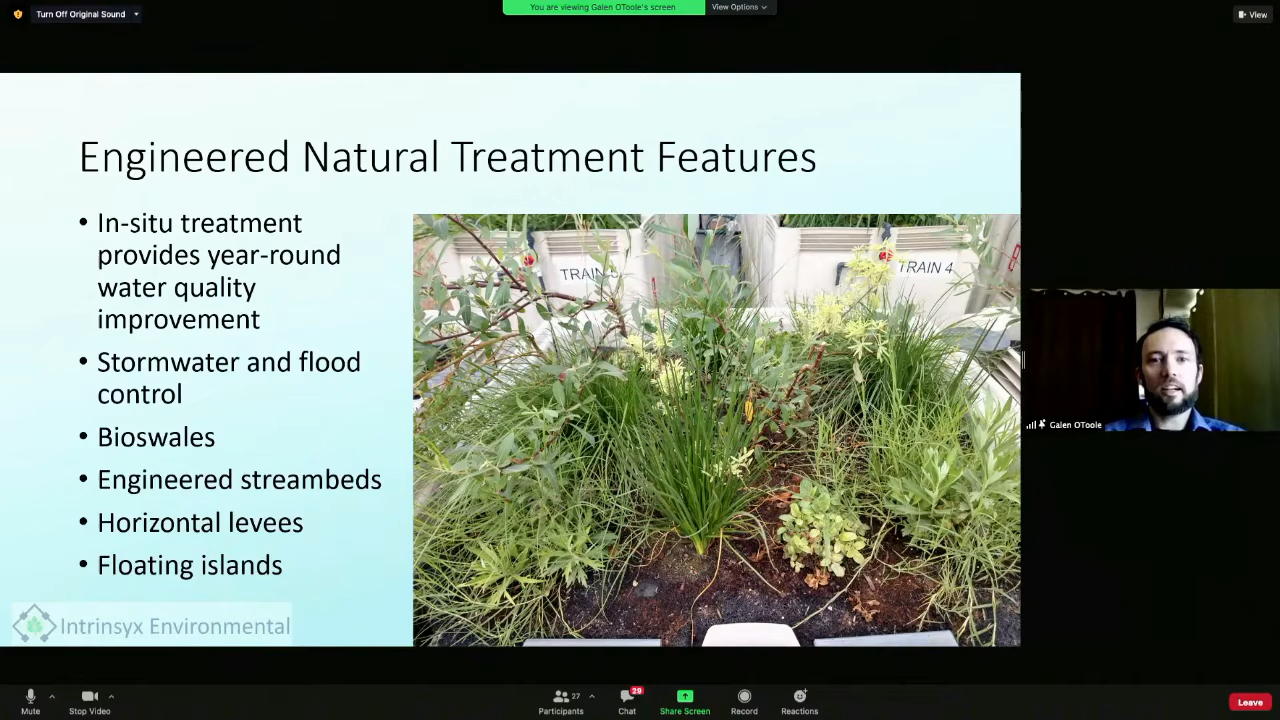 Turn Off Original Sound
You are viewing Galen OToole's screen
View Options
View
Engineered Natural Treatment Features
• In-situ treatment
provides year-round
water quality
improvement
• Stormwater and flood
control
• Bioswales
• Engineered streambeds
• Horizontal levees
• Floating islands
TRAIN
TRAIN 4
Intrinsyx Environmental
Galen OToole
Mute
Stop Video
27
Participants
29
Chat
Share Screen
Record
Reactions
Leave